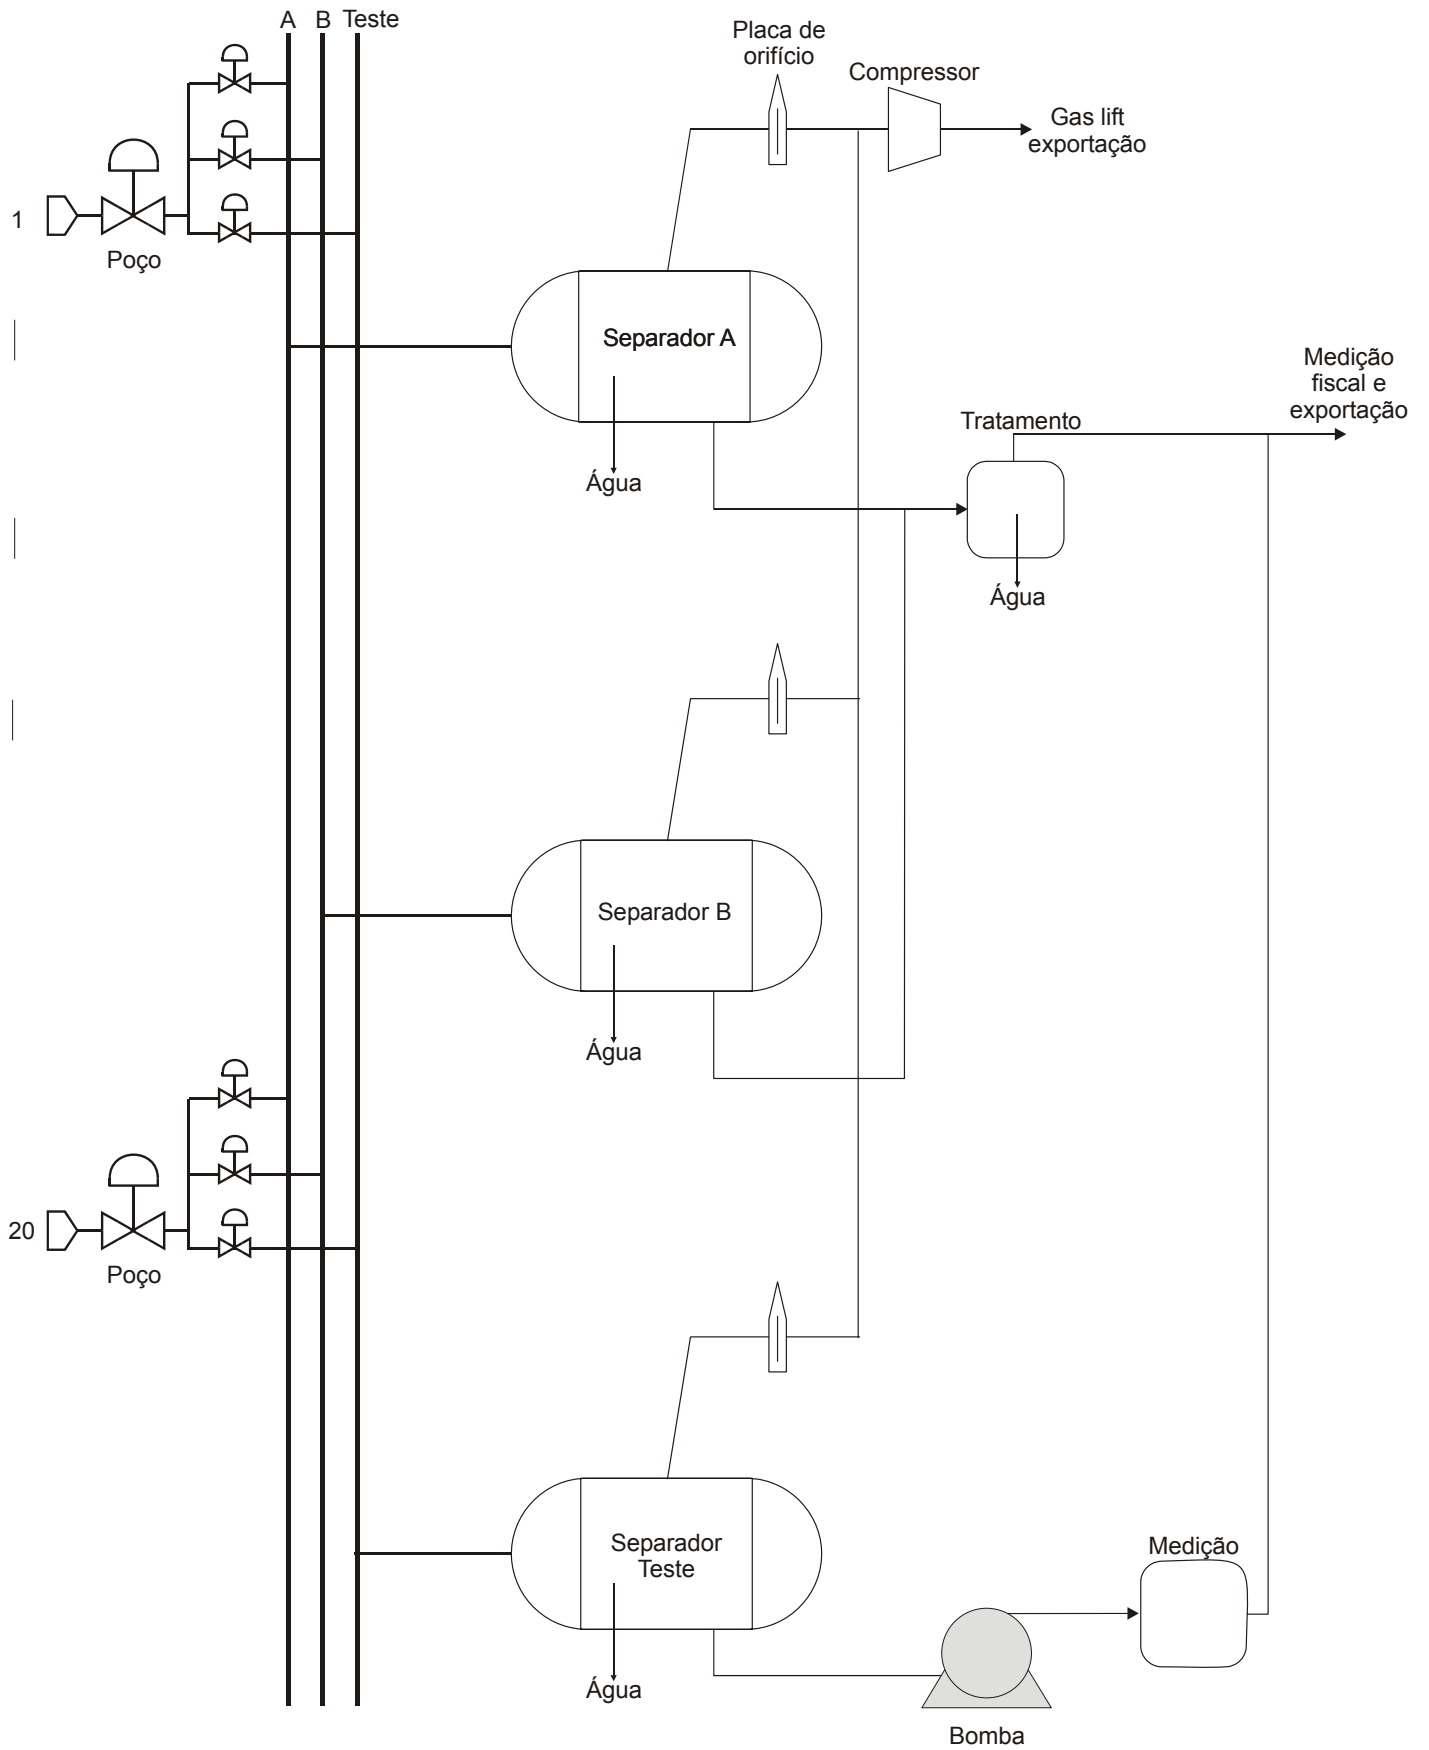 A B Teste
Placa de
orifício
Compressor
Gas lift
exportação
1
Poço
Separador A
Água
Medição
fiscal e
exportação
Tratamento
Água
Separador B
Água
20
Poço
Separador
Teste
Água
Medição
Bomba